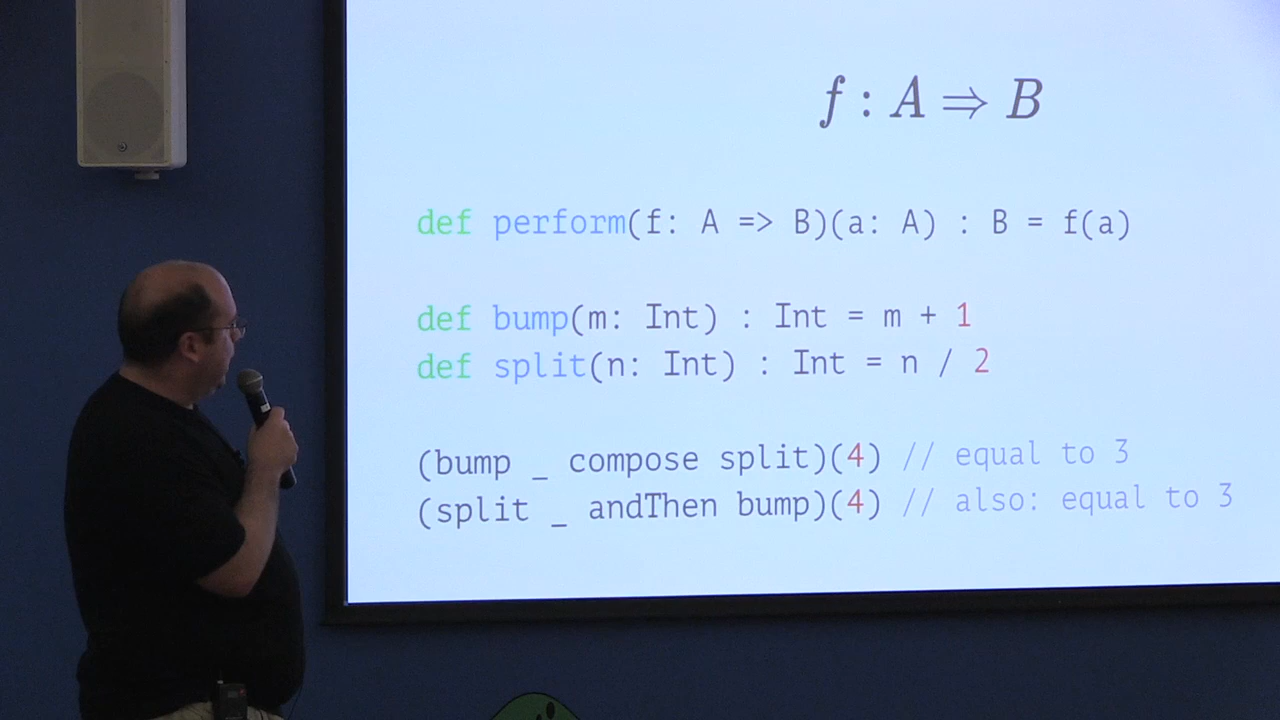 f : A ⇒ B
def perform(f: A => B)(a: A) : B = f(a)
def bump(m: Int) : Int = m + 1
def split(n: Int) : Int = n / 2
(bump _ compose split)(4) // equal to 3
(split _ andThen bump)(4) // also: equal to 3